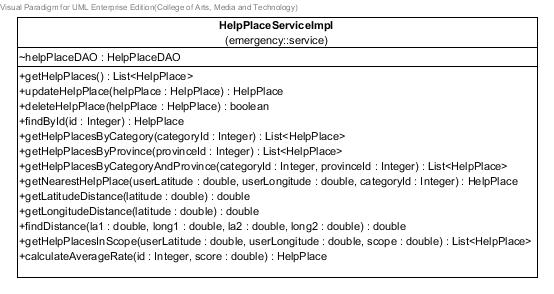 Visual Paradigm for UML Enterprise Edition(College of Arts, Media and Technology)
HelpPlaceServiceImpl
(emergency::service)
~helpPlaceDAO : HelpPlaceDAO
+getHelpPlaces() : List<HelpPlace>
+updateHelpPlace(helpPlace : HelpPlace) : HelpPlace
+deleteHelpPlace(helpPlace : HelpPlace) : boolean
+findById(id : Integer) : HelpPlace
+getHelpPlacesByCategory(categoryId : Integer) : List<HelpPlace>
+getHelpPlacesByProvince(provinceId : Integer) : List<HelpPlace>
+getHelpPlacesByCategoryAndProvince(categoryId : Integer, provinceId : Integer) : List<HelpPlace>
+getNearestHelpPlace(userLatitude : double, userLongitude : double, categoryId : Integer) : HelpPlace
+getLatitudeDistance(latitude : double) : double
+getLongitudeDistance(latitude : double) : double
+findDistance(la1 : double, long1 : double, la2 : double, long2 : double) : double
+getHelpPlacesInScope(userLatitude : double, userLongitude : double, scope : double) : List<HelpPlace>
+calculateAverageRate(id : Integer, score : double) : HelpPlace